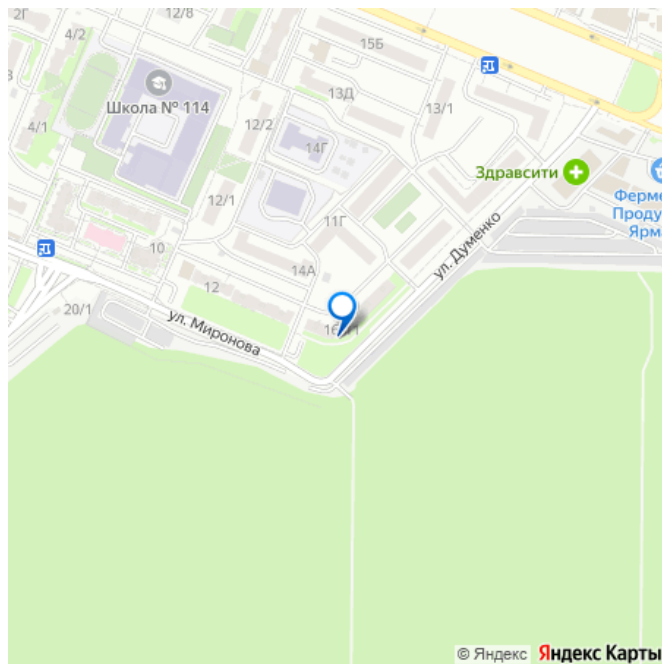 2Г
12/8
4/2
15Б
Школа № 114
13Д
13/1
4/1
12/2
14Г
Здравсити
Ферме
Проду
Ярма
12/1
11Г
ул. Думенко
10
14А
12
20/1
ул. Миронова
© Яндекс Яндекс Карты